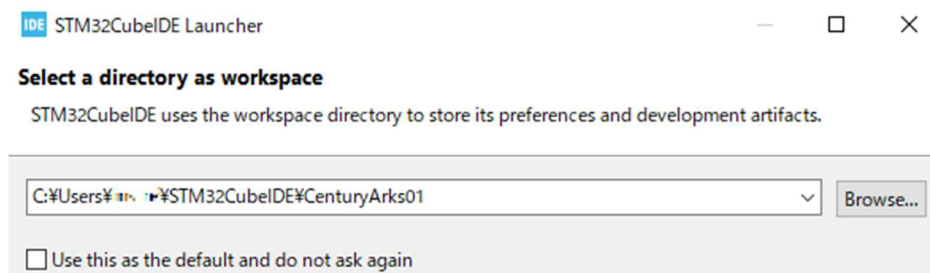 IDE STM32CubeIDE Launcher
Select a directory as workspace
STM32CubeIDE uses the workspace directory to store its preferences and development artifacts.
C:¥Users¥ ¥STM32CubeIDE¥CenturyArks01
Browse...
Use this as the default and do not ask again